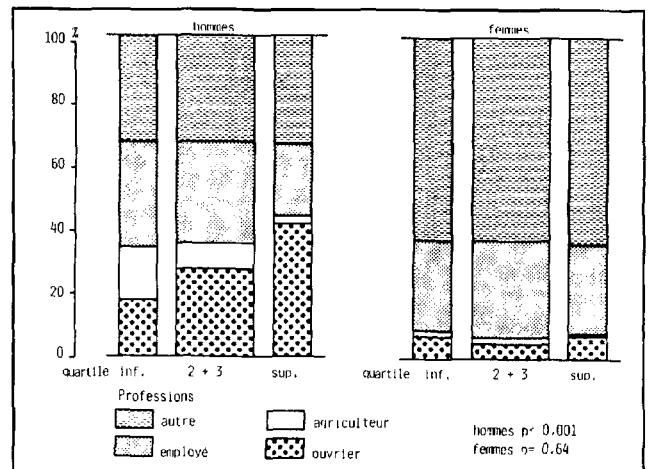 hommes
femmes
%
100
80
60
40
20
0
quartile inf. 2 + 3 sup.
quartile inf. 2 + 3 sup.
Professions
autre
agriculteur
employé
ouvrier
hommes p< 0.001
femmes p= 0.64